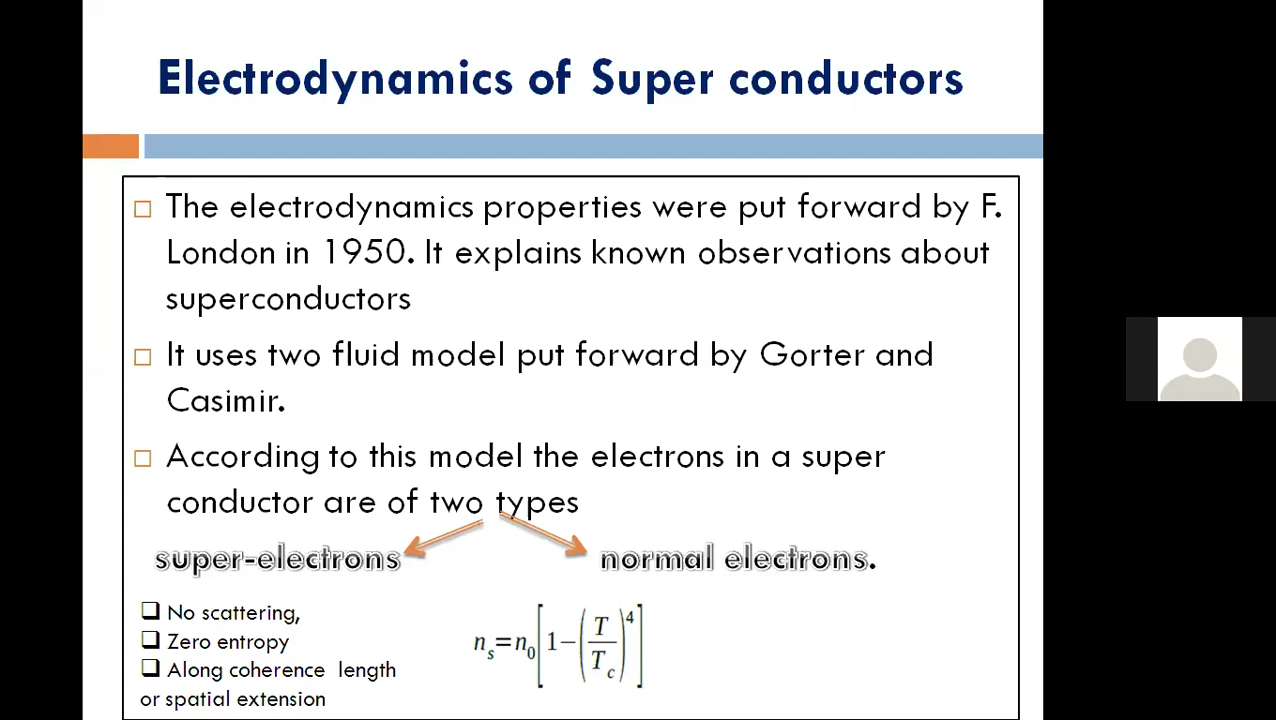 Electrodynamics of Super conductors
The electrodynamics properties were put forward by F.
London in 1950. It explains known observations about
superconductors
It uses two fluid model put forward by Gorter and
Casimir.
According to this model the electrons in a super
conductor are of two types
super-electrons
normal electrons.
No scattering,
Zero entropy
Along coherence length
or spatial extension
n_s=n_0[1−(T/T_c)^4]